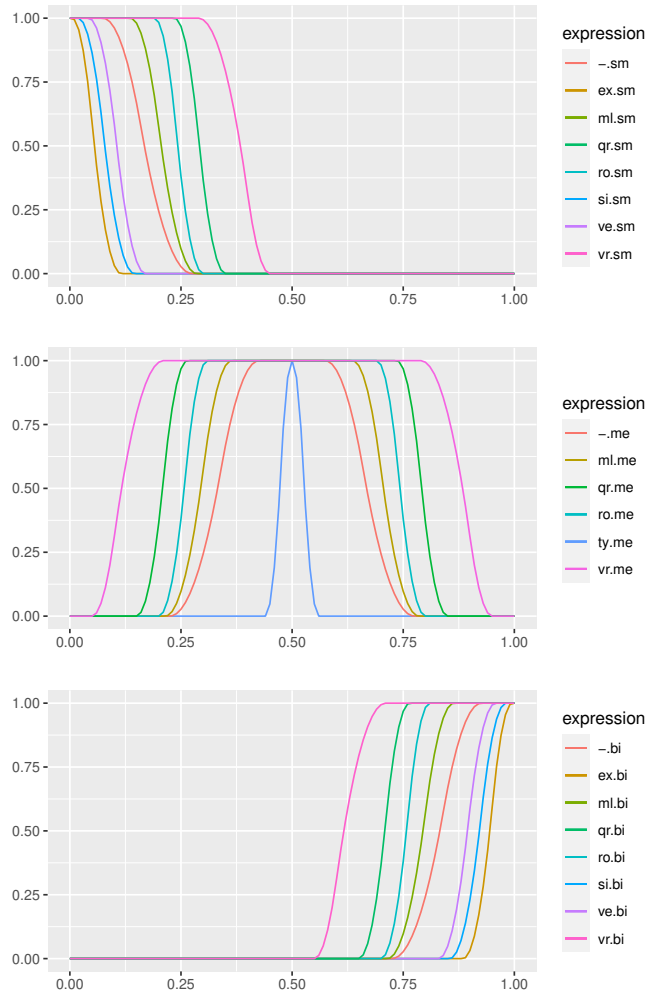 expression
1.00
0.75
0.50
0.25
0.00
0.00 0.25 0.50 0.75 1.00
−.sm
ex.sm
ml.sm
qr.sm
ro.sm
si.sm
ve.sm
vr.sm
expression
1.00
0.75
0.50
0.25
0.00
0.00 0.25 0.50 0.75 1.00
−.me
ml.me
qr.me
ro.me
ty.me
vr.me
expression
1.00
0.75
0.50
0.25
0.00
0.00 0.25 0.50 0.75 1.00
−.bi
ex.bi
ml.bi
qr.bi
ro.bi
si.bi
ve.bi
vr.bi